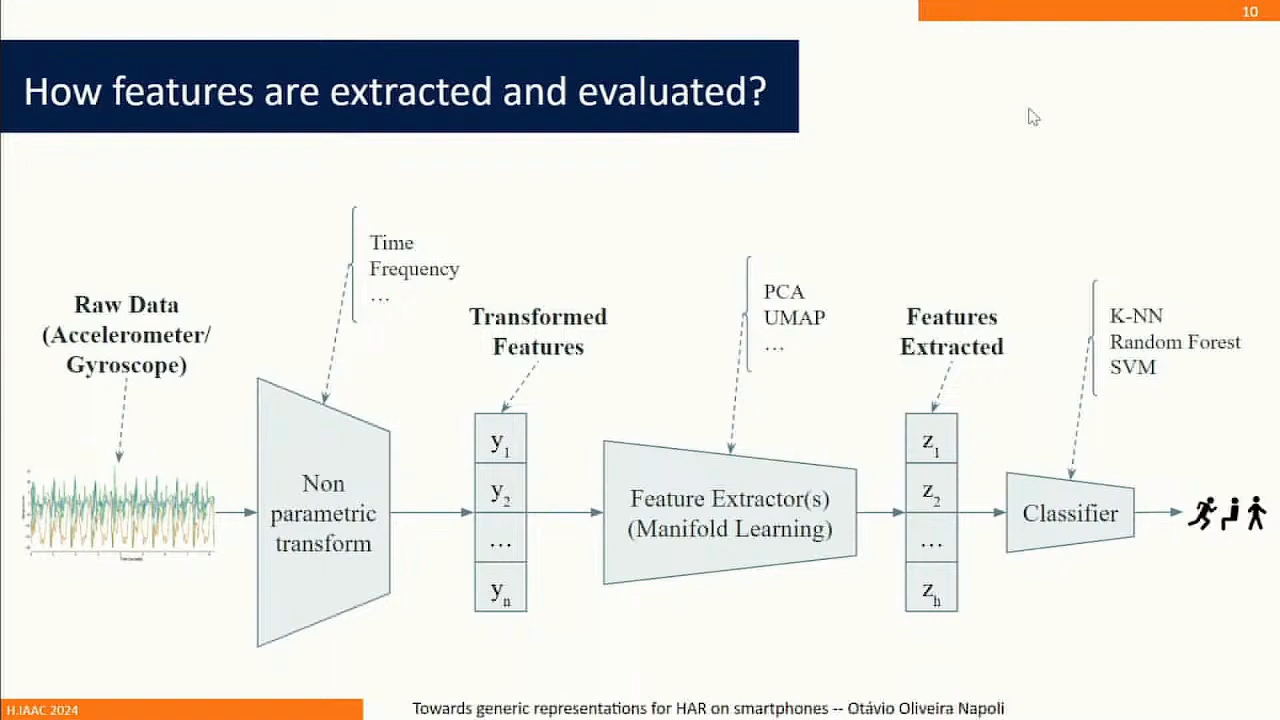 10
How features are extracted and evaluated?
Time
Frequency
...
Raw Data
(Accelerometer/
Gyroscope)
Transformed
Features
PCA
UMAP
...
Features
Extracted
K-NN
Random Forest
SVM
Non
parametric
transform
y1
y2
...
yn
Feature Extractor(s)
(Manifold Learning)
z1
z2
...
zh
Classifier
H.IAAC 2024
Towards generic representations for HAR on smartphones -- Otávio Oliveira Napoli